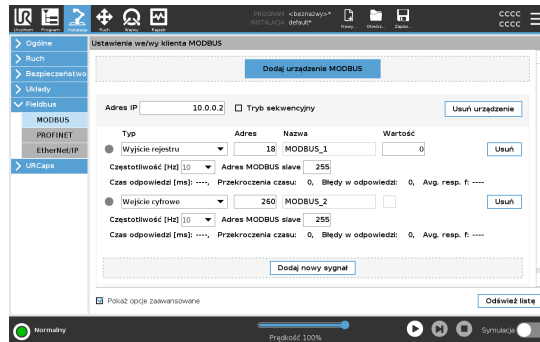 UR
PROGRAM <beznazwy>*
INSTALACJA default*
CCCC
CCCC
Uruchom Program Instalacja Ruch We/wy Rejestr Nowy... Otwórz... Zapisz...
Ogólne
Ruch
Bezpieczeństwo
Układy
Fieldbus
MODBUS
PROFINET
EtherNet/IP
URCaps
Ustawienia we/wy klienta MODBUS
Dodaj urządzenie MODBUS
Adres IP 10.0.0.2 Tryb sekwencyjny Usuń urządzenie
Typ Adres Nazwa Wartość
Wyjście rejestru 18 MODBUS_1 0 Usuń
Częstotliwość [Hz] 10 Adres MODBUS slave 255
Czas odpowiedzi [ms]: ----, Przekroczenia czasu: 0, Błędy w odpowiedzi: 0, Avg. resp. f: ----
Wejście cyfrowe 260 MODBUS_2 Usuń
Częstotliwość [Hz] 10 Adres MODBUS slave 255
Czas odpowiedzi [ms]: ----, Przekroczenia czasu: 0, Błędy w odpowiedzi: 0, Avg. resp. f: ----
Dodaj nowy sygnał
Pokaż opcje zaawansowane Odśwież listę
Normalny Prędkość 100% Symulacja